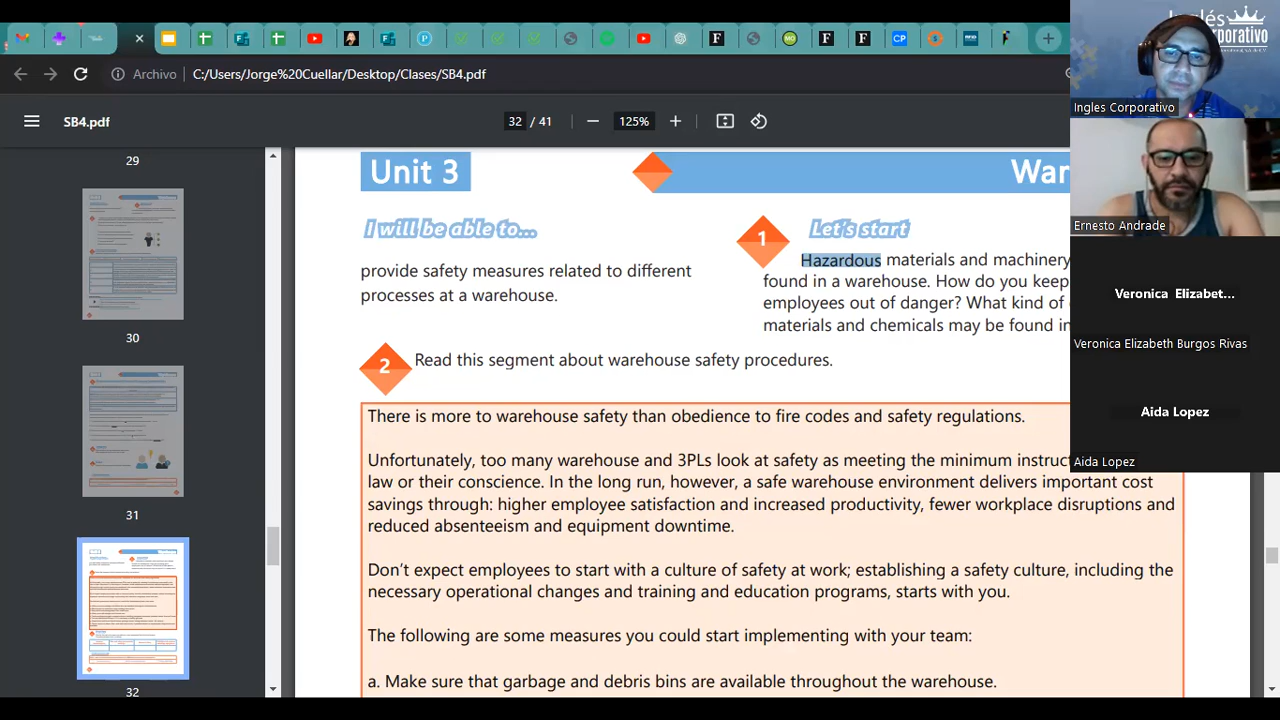 Archivo
C:/Users/Jorge%20Cuellar/Desktop/Clases/SB4.pdf
SB4.pdf
32 / 41
125%
29
30
31
32
Unit 3
War
I will be able to...
provide safety measures related to different
processes at a warehouse.
1
Let's start
Hazardous materials and machinery
found in a warehouse. How do you keep
employees out of danger? What kind of
materials and chemicals may be found in
2
Read this segment about warehouse safety procedures.
There is more to warehouse safety than obedience to fire codes and safety regulations.
Unfortunately, too many warehouse and 3PLs look at safety as meeting the minimum instruct
law or their conscience. In the long run, however, a safe warehouse environment delivers important cost
savings through: higher employee satisfaction and increased productivity, fewer workplace disruptions and
reduced absenteeism and equipment downtime.
Don't expect employees to start with a culture of safety at work; establishing a safety culture, including the
necessary operational changes and training and education programs, starts with you.
The following are some measures you could start implementing with your team:
a. Make sure that garbage and debris bins are available throughout the warehouse.
Inglés
Corporativo
Ingles Corporativo
Ernesto Andrade
Veronica Elizabet...
Veronica Elizabeth Burgos Rivas
Aida Lopez
Aida Lopez